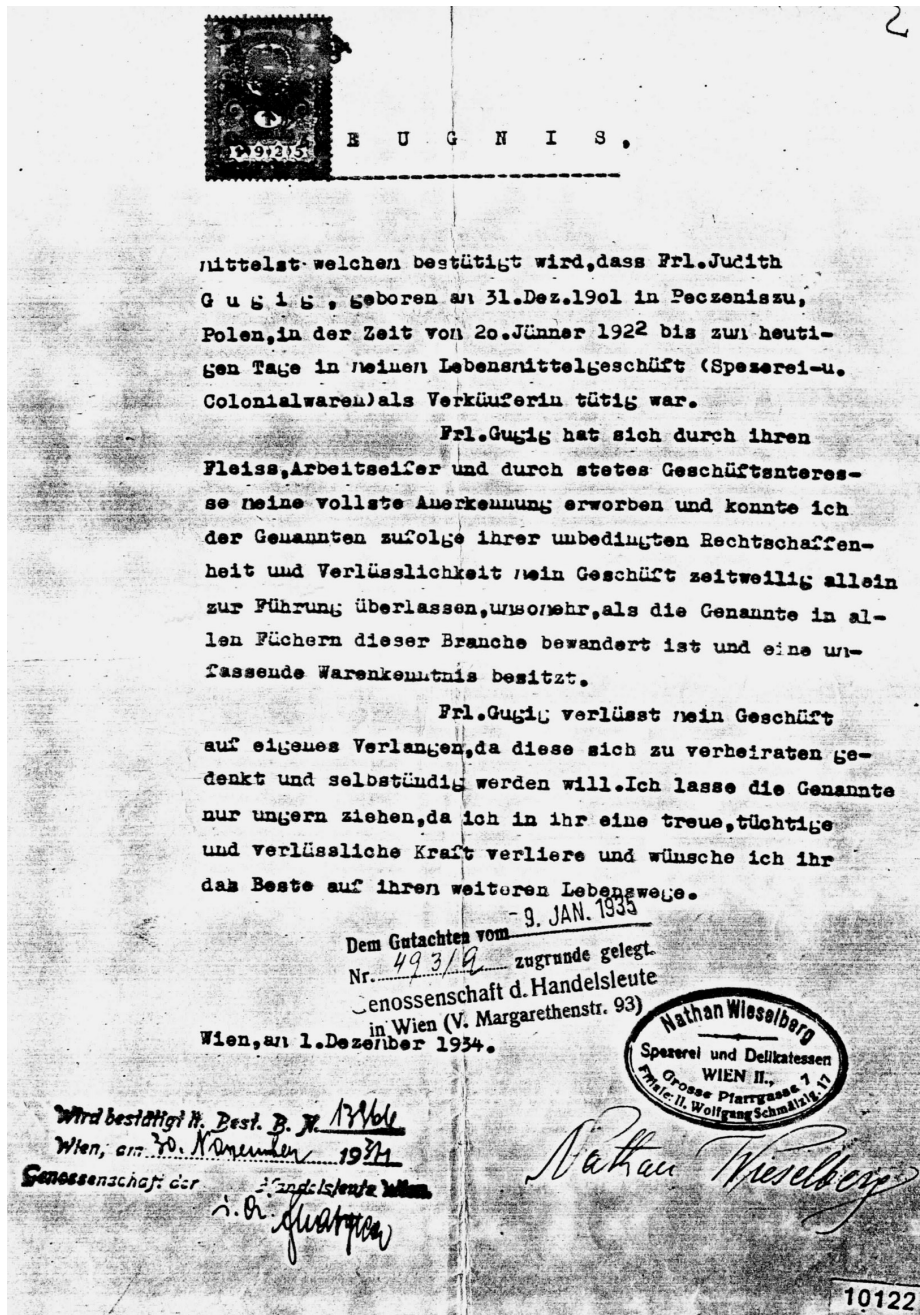 2
1925
EUGNIS.
mittelst welchen bestätigt wird,dass Frl.Judith
Gugig, geboren am 31.Dez.1901 in Peczeniszu,
Polen,in der Zeit von 20.Jänner 1922 bis zum heuti-
gen Tage in meinen Lebensmittelgeschäft (Spezerei-u.
Colonialwaren)als Verkäuferin tätig war.
Frl.Gugig hat sich durch ihren
Fleiss,Arbeitseifer und durch stetes Geschäftsnteres-
se meine vollste Anerkennung erworben und konnte ich
der Genannten zufolge ihrer unbedingten Rechtschaffen-
heit und Verlässlichkeit mein Geschäft zeitweilig allein
zur Führung überlassen,umsomehr,als die Genannte in al-
len Fächern dieser Branche bewandert ist und eine um-
fassende Warenkenntnis besitzt.
Frl.Gugig verlässt mein Geschäft
auf eigenes Verlangen,da diese sich zu verheiraten ge-
denkt und selbständig werden will.Ich lasse die Genannte
nur ungern ziehen,da ich in ihr eine treue,tüchtige
und verlässliche Kraft verliere und wünsche ich ihr
das Beste auf ihren weiteren Lebenswege.
Dem Gutachten vom -9. JAN. 1935
Nr. 493/9 zugrunde gelegt.
Genossenschaft d. Handelsleute
in Wien (V. Margarethenstr. 93)
Wien,am 1.Dezember 1934.
Nathan Wieselberg
Spezerei und Delikatessen
WIEN II.,
Grosse Pfarrgasse 7
Filiale: II. Wolfgang Schmälzlg. 17
Wird bestätigt lt. Best. B. N.
Wien, am 30. November 1934
Genossenschaft der Handelsleute Wien.
Nathan Wieselberg
10122